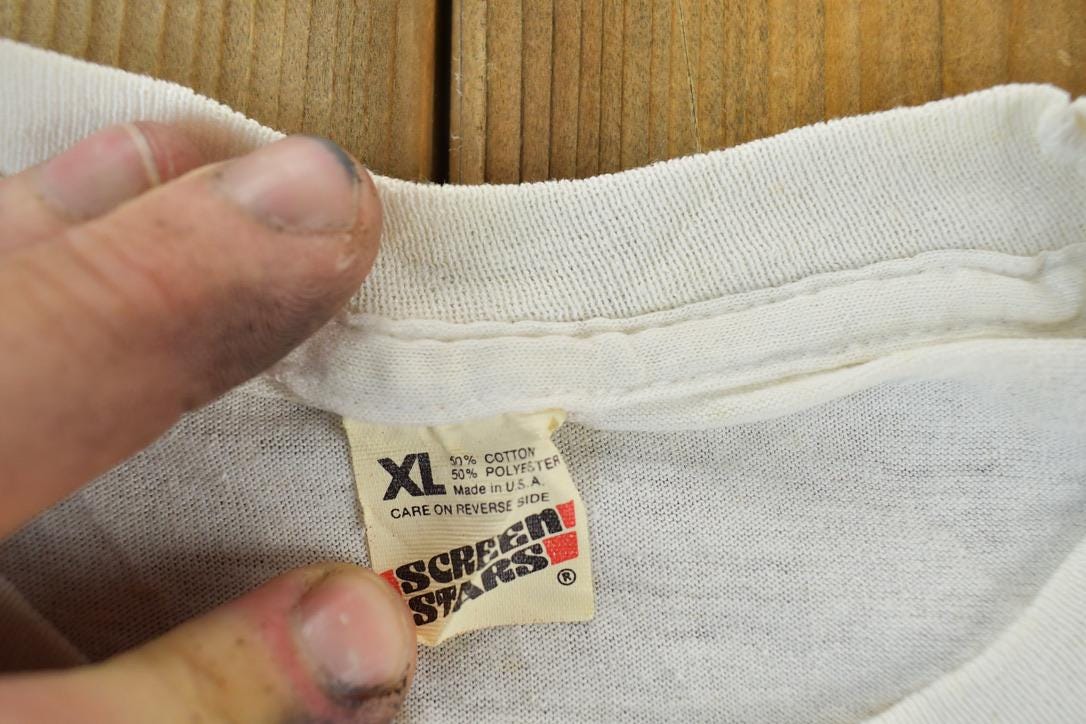 XL
50% COTTON
50% POLYESTER
Made in U.S.A.
CARE ON REVERSE SIDE
SCREEN
STARS ®